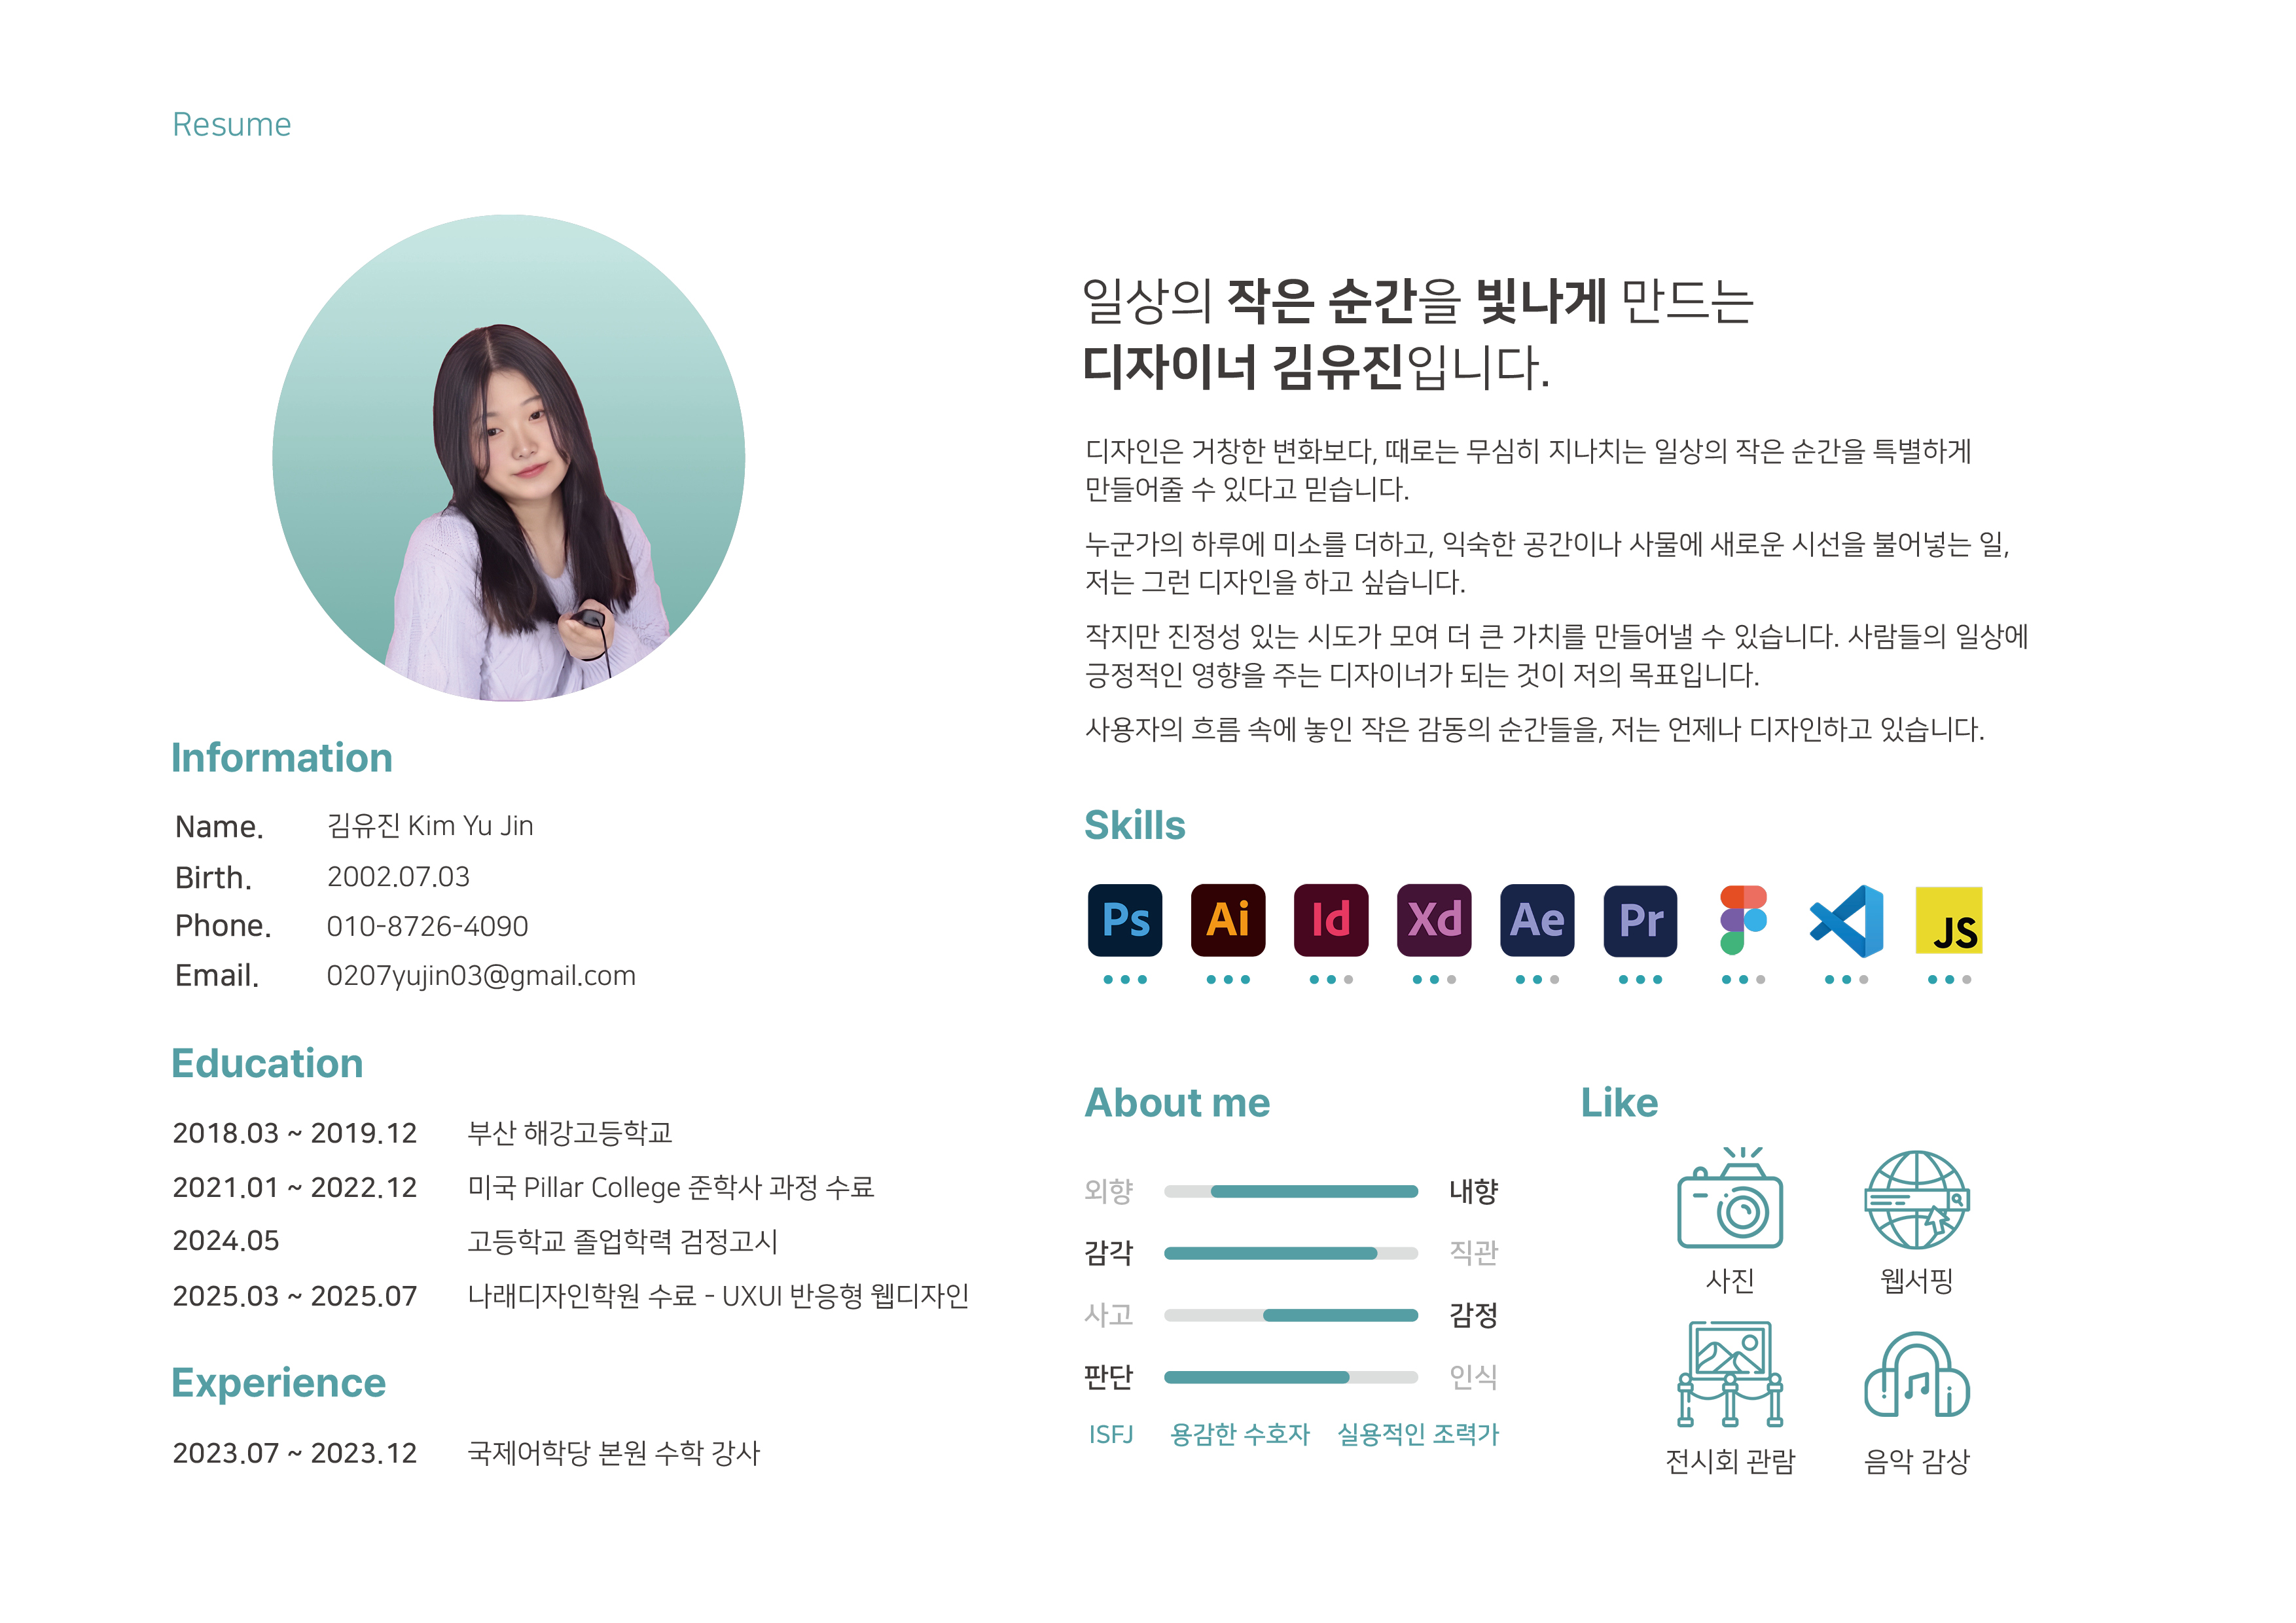 Resume
일상의 작은 순간을 빛나게 만드는
디자이너 김유진입니다.
디자인은 거창한 변화보다, 때로는 무심히 지나치는 일상의 작은 순간을 특별하게
만들어줄 수 있다고 믿습니다.
누군가의 하루에 미소를 더하고, 익숙한 공간이나 사물에 새로운 시선을 불어넣는 일,
저는 그런 디자인을 하고 싶습니다.
작지만 진정성 있는 시도가 모여 더 큰 가치를 만들어낼 수 있습니다. 사람들의 일상에
긍정적인 영향을 주는 디자이너가 되는 것이 저의 목표입니다.
사용자의 흐름 속에 놓인 작은 감동의 순간들을, 저는 언제나 디자인하고 있습니다.
Information
Name. 김유진 Kim Yu Jin
Birth. 2002.07.03
Phone. 010-8726-4090
Email. 0207yujin03@gmail.com
Education
2018.03 ~ 2019.12 부산 해강고등학교
2021.01 ~ 2022.12 미국 Pillar College 준학사 과정 수료
2024.05 고등학교 졸업학력 검정고시
2025.03 ~ 2025.07 나래디자인학원 수료 - UXUI 반응형 웹디자인
Experience
2023.07 ~ 2023.12 국제어학당 본원 수학 강사
Skills
Ps Ai Id Xd Ae Pr JS
About me
외향 내향
감각 직관
사고 감정
판단 인식
ISFJ 용감한 수호자 실용적인 조력가
Like
사진 웹서핑
전시회 관람 음악 감상